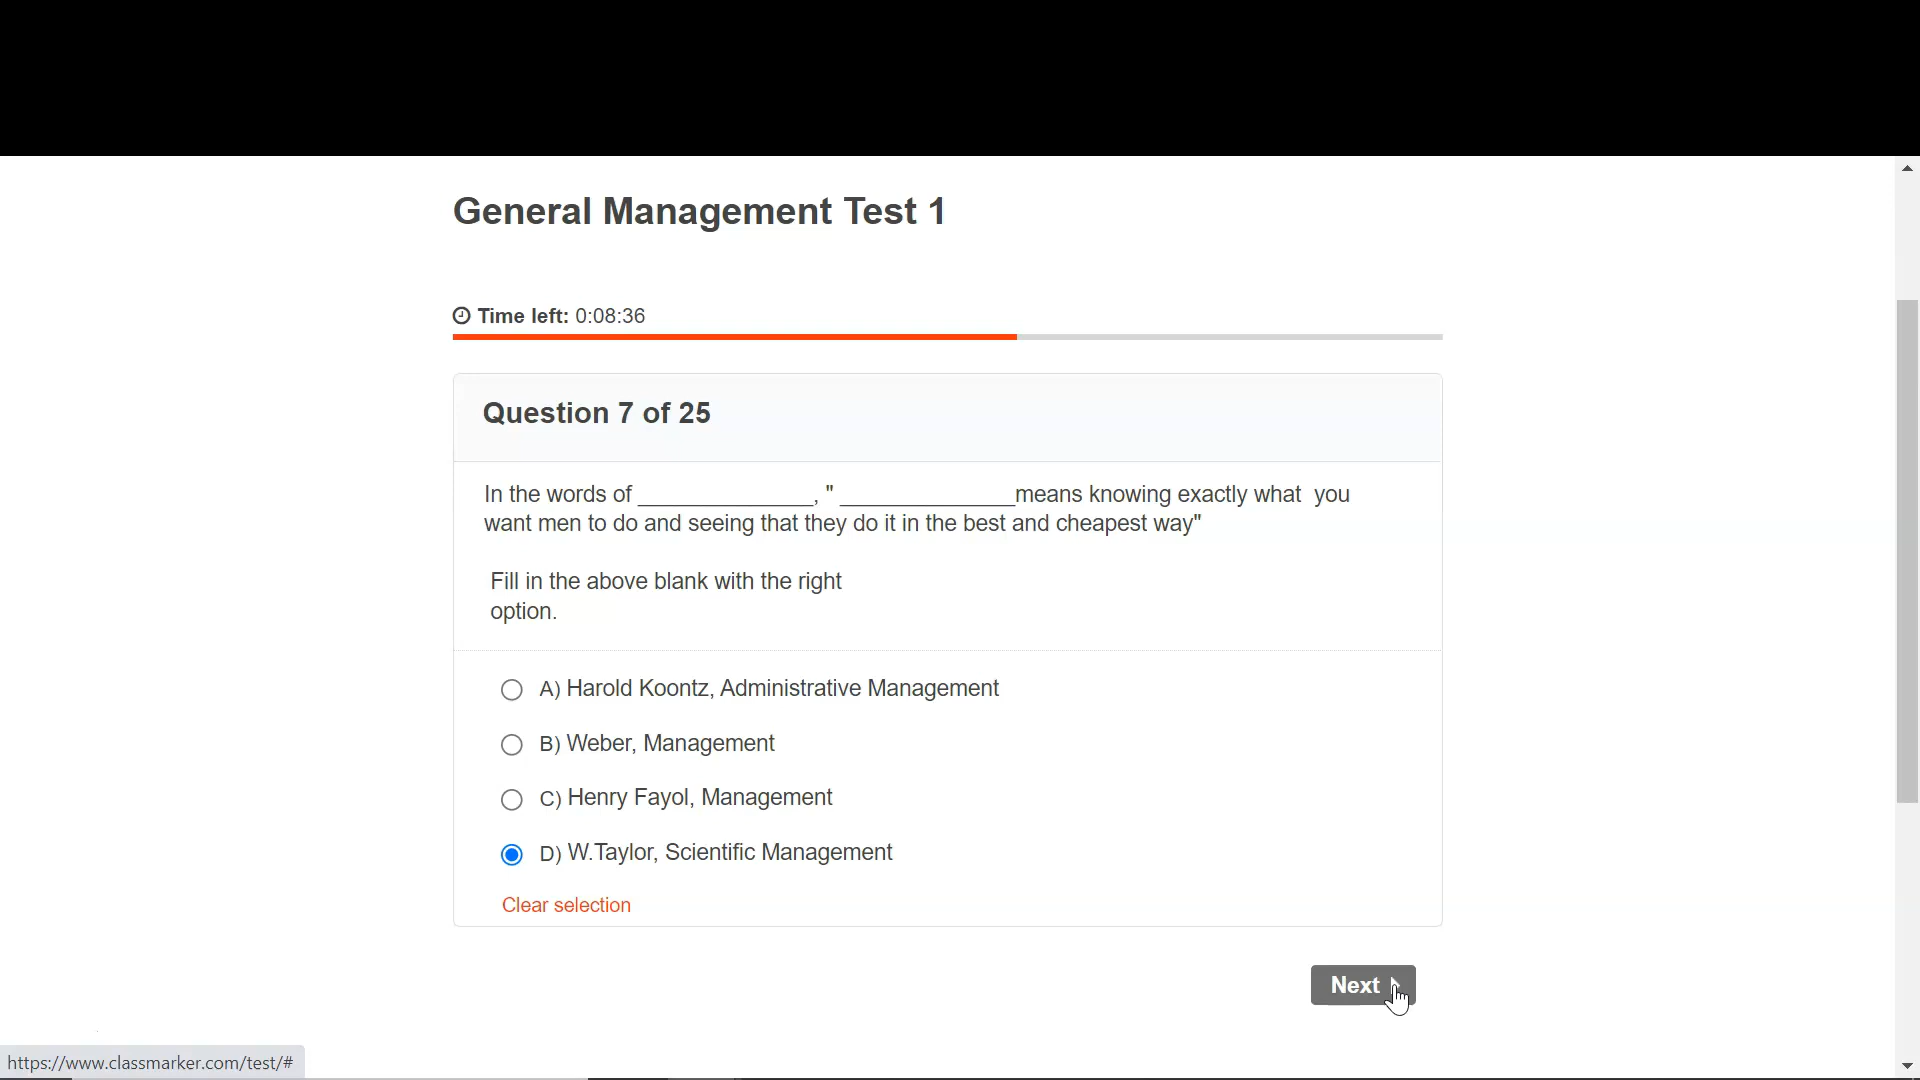 General Management Test 1
Time left: 0:08:36
Question 7 of 25
In the words of ______________, " ______________means knowing exactly what  you
want men to do and seeing that they do it in the best and cheapest way"
Fill in the above blank with the right
option.
A) Harold Koontz, Administrative Management
B) Weber, Management
C) Henry Fayol, Management
D) W.Taylor, Scientific Management
Clear selection
Next
https://www.classmarker.com/test/#